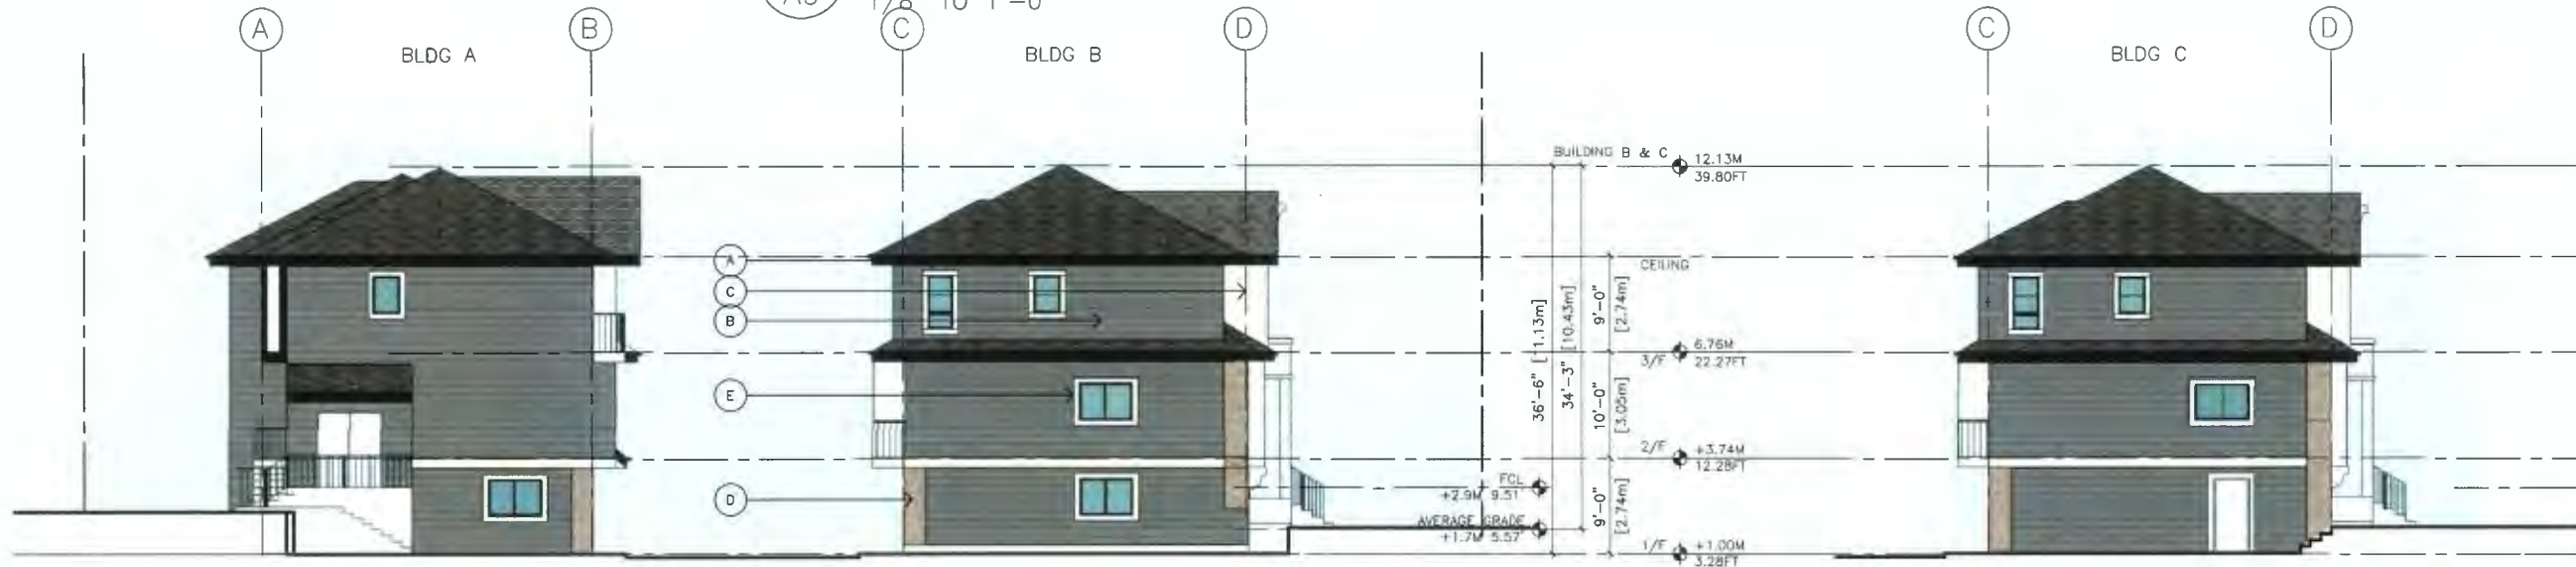 A5 1/8" TO 1'-0"
A B C D C D
BLDG A BLDG B BLDG C
BUILDING B & C 12.13M
39.80FT
A
CEILING
C
B
9'-0" [2.74m]
6.76M
3/F 22.27FT
E
36'-6" [11.13m]
34'-3" [10.43m]
10'-0" [3.05m]
2/F +3.74M
12.28FT
D
FCL
+2.9M 9.51'
9'-0" [2.74m]
AVERAGE GRADE
+1.7M 5.57'
1/F +1.00M
3.28FT